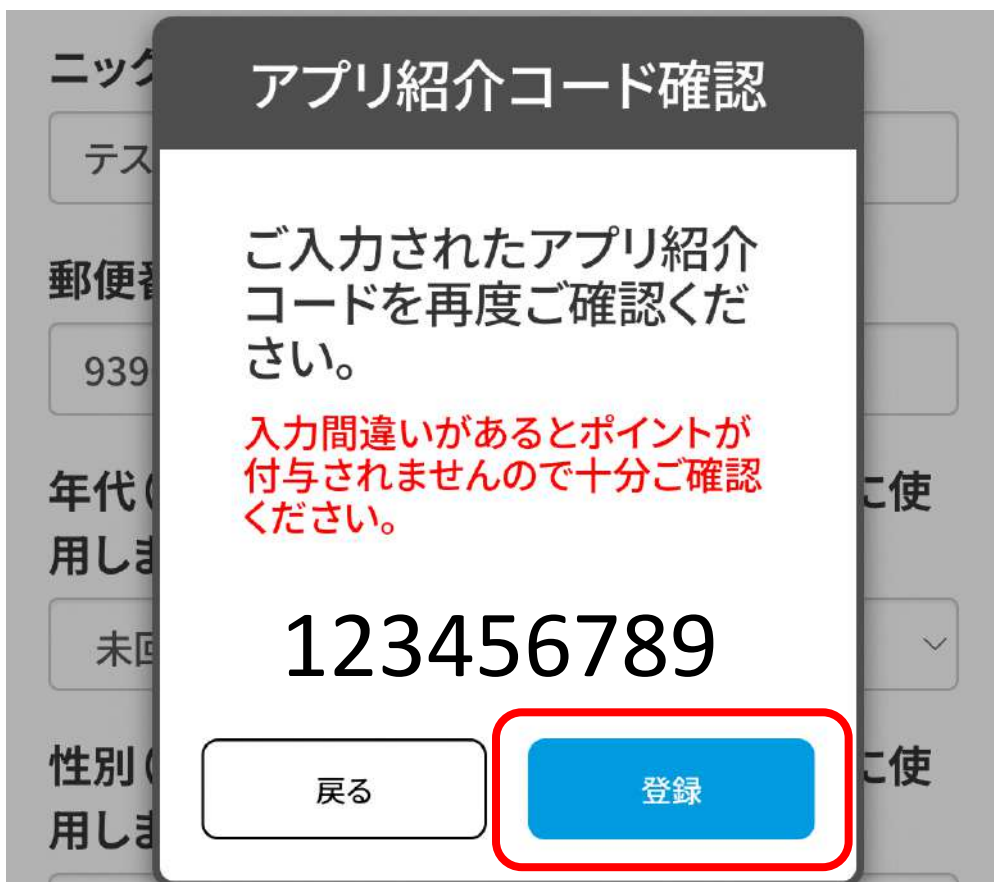 ニック
アプリ紹介コード確認
テス
ご入力されたアプリ紹介
コードを再度ご確認くだ
さい。
郵便番
939
入力間違いがあるとポイントが
付与されませんので十分ご確認
ください。
年代(
に使
用しま
未回
123456789
性別(
に使
用しま
戻る
登録